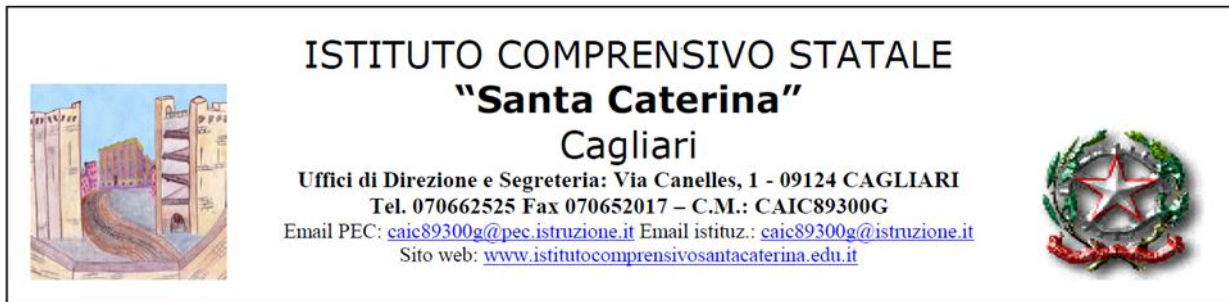 ISTITUTO COMPRENSIVO STATALE
“Santa Caterina”
Cagliari
Uffici di Direzione e Segreteria: Via Canelles, 1 - 09124 CAGLIARI
Tel. 070662525 Fax 070652017 – C.M.: CAIC89300G
Email PEC: caic89300g@pec.istruzione.it Email istituz.: caic89300g@istruzione.it
Sito web: www.istitutocomprensivosantacaterina.edu.it